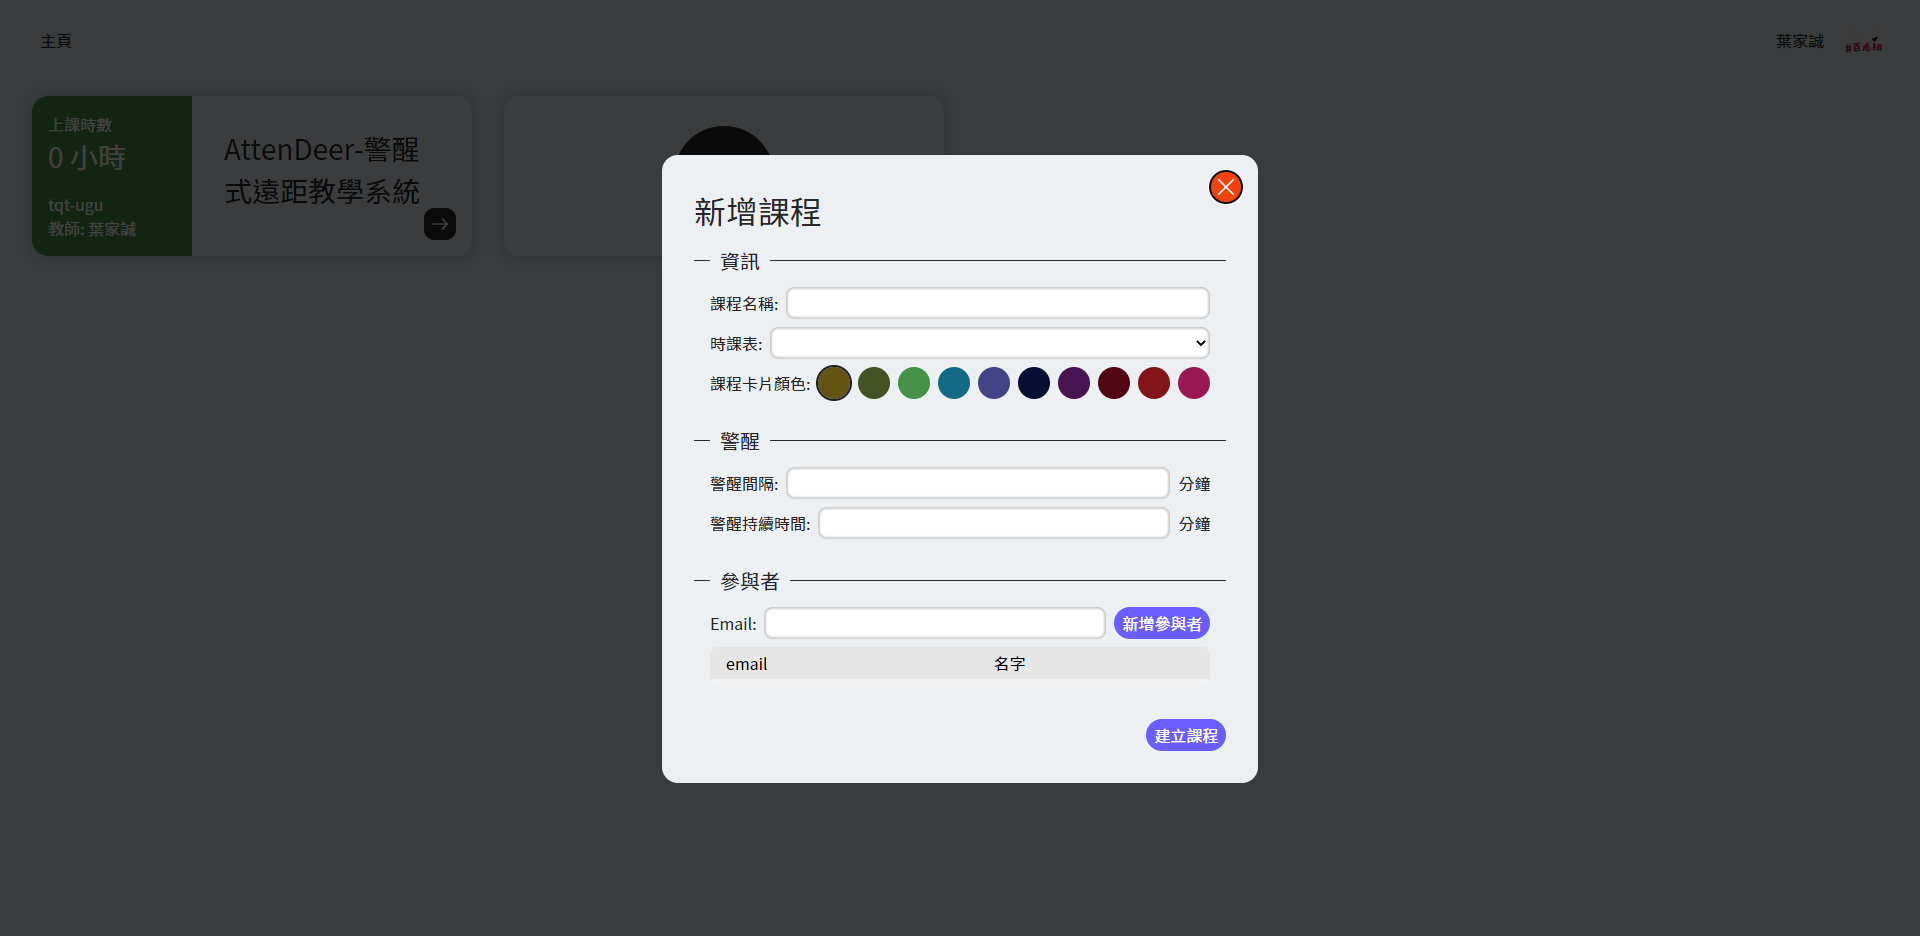 主頁
葉家誠
上課時數
0 小時
tqt-ugu
教師: 葉家誠
AttenDeer-警醒
式遠距教學系統
新增課程
資訊
課程名稱:
時課表:
課程卡片顏色:
警醒
警醒間隔:
分鐘
警醒持續時間:
分鐘
參與者
Email:
新增參與者
email
名字
建立課程